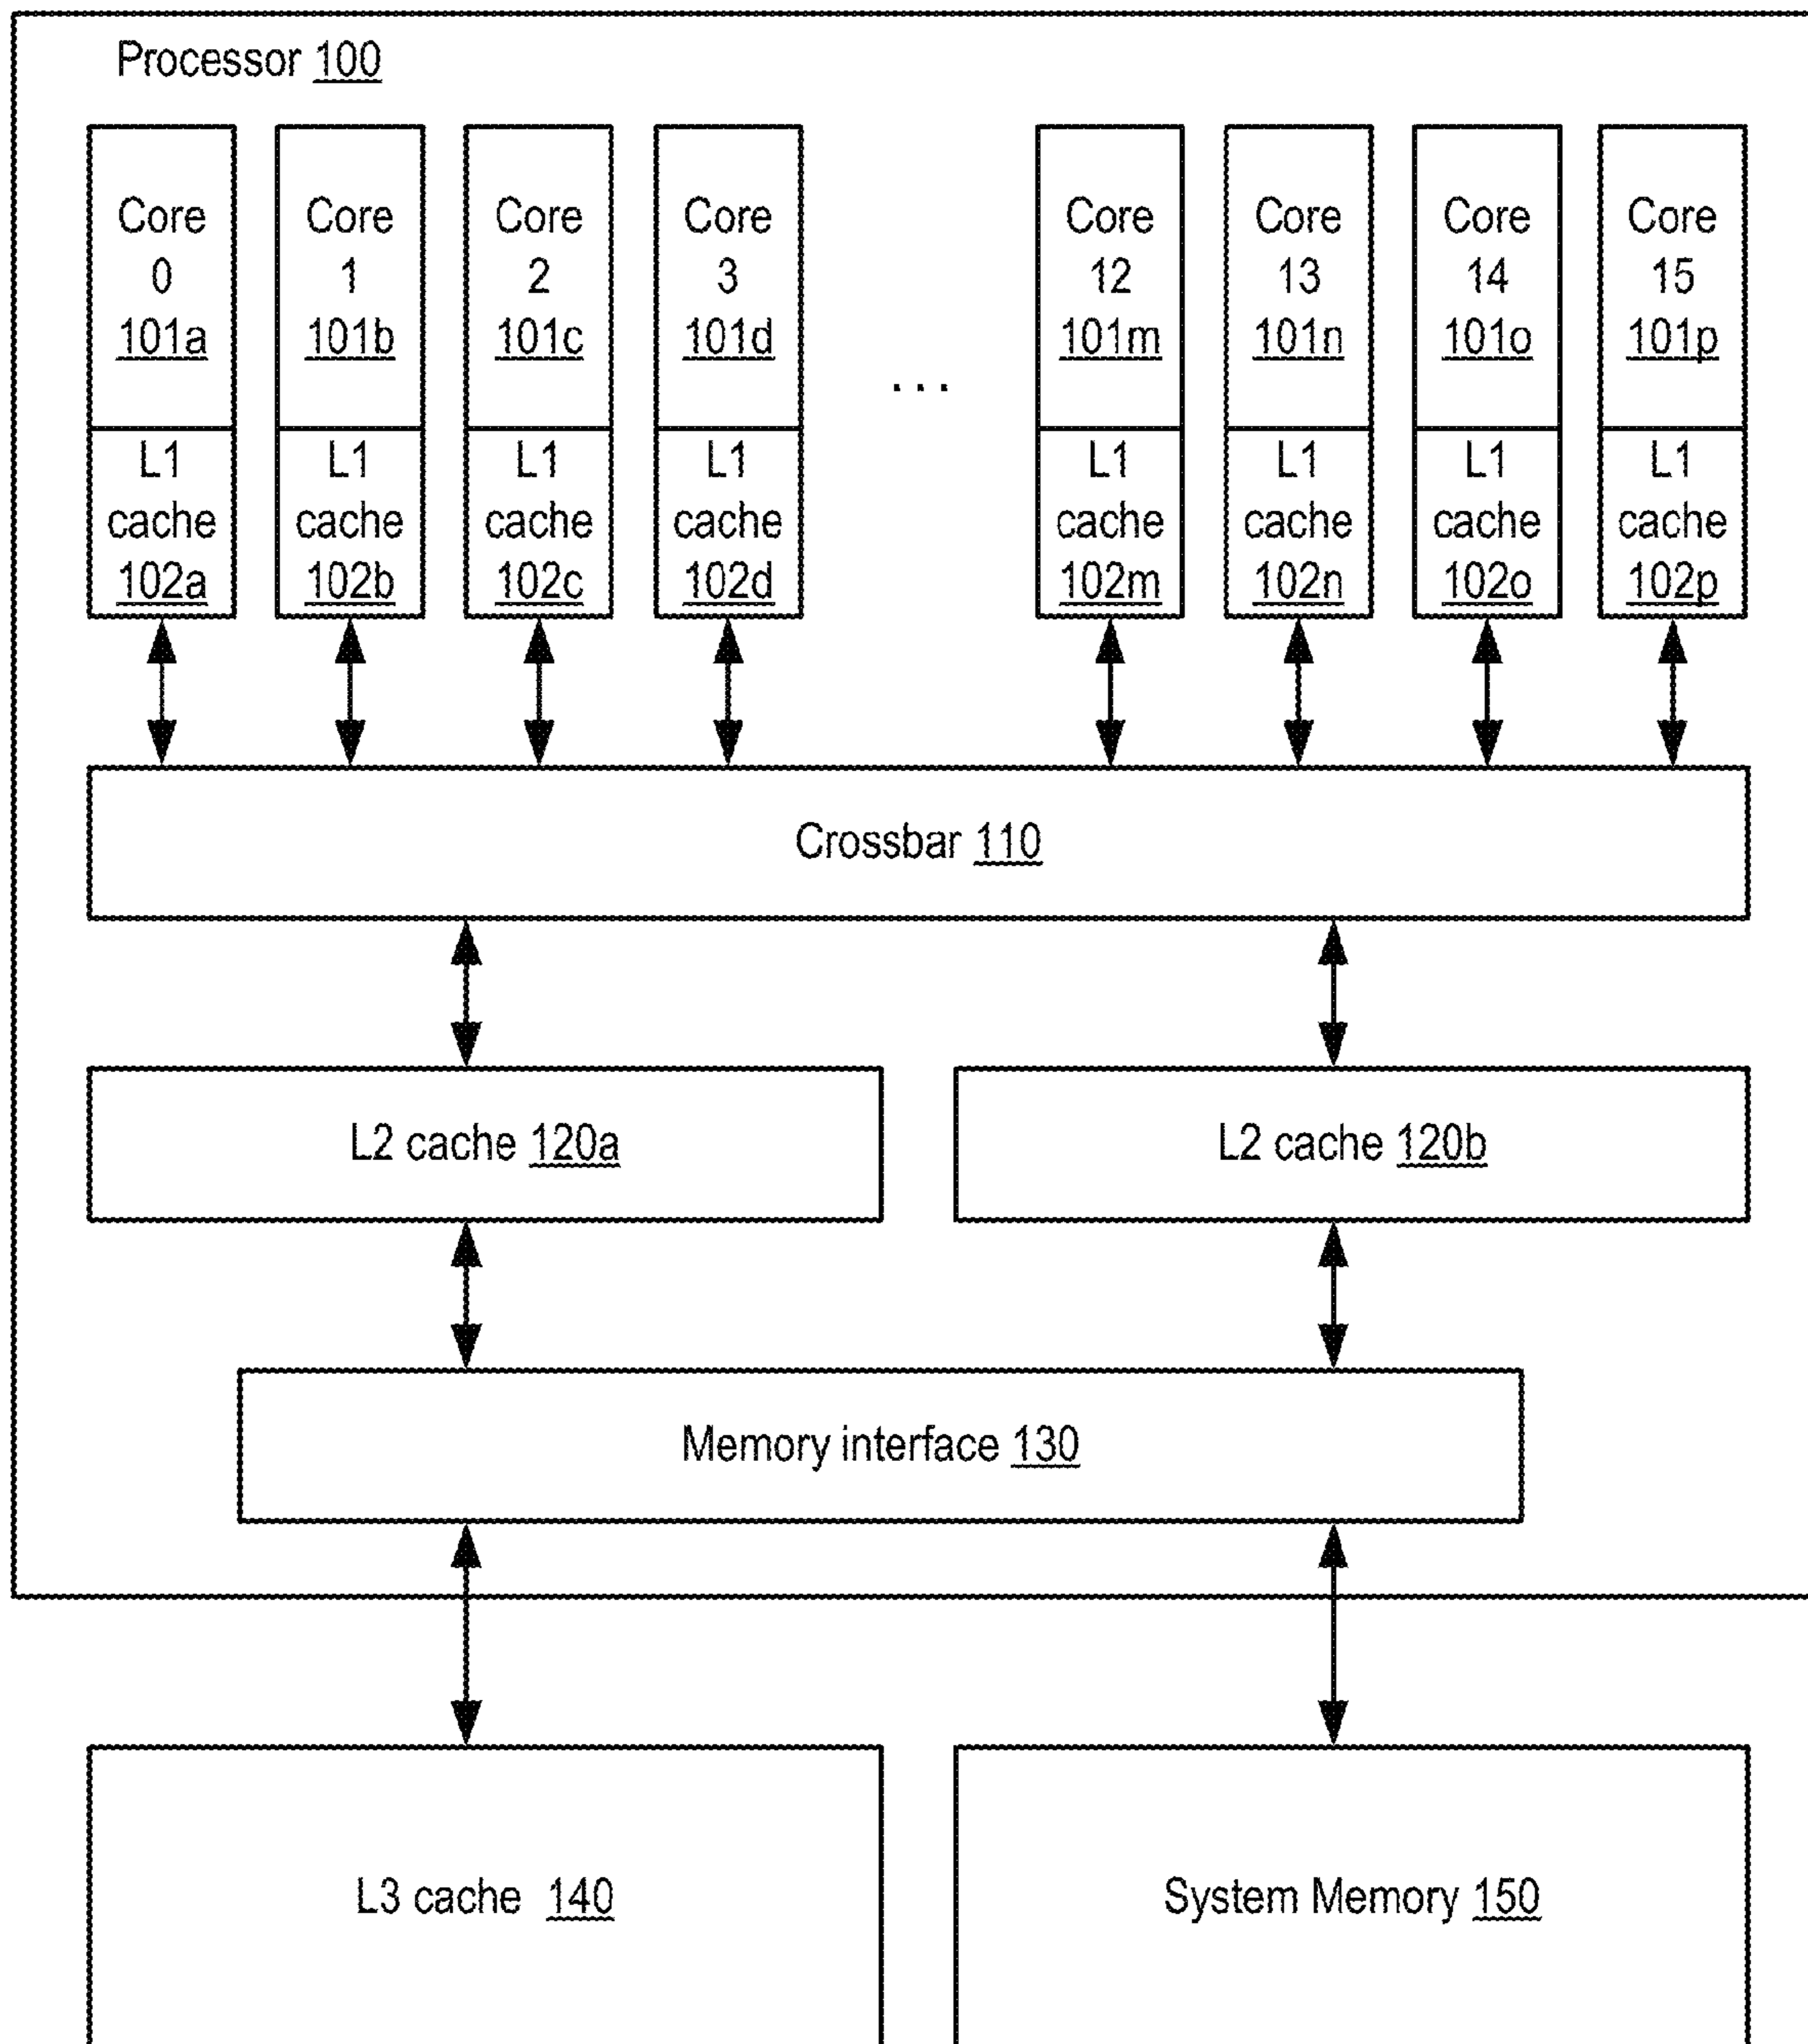 Processor 100
Core
0
101a
L1
cache
102a
Core
1
101b
L1
cache
102b
Core
2
101c
L1
cache
102c
Core
3
101d
L1
cache
102d
...
Core
12
101m
L1
cache
102m
Core
13
101n
L1
cache
102n
Core
14
101o
L1
cache
102o
Core
15
101p
L1
cache
102p
Crossbar 110
L2 cache 120a
L2 cache 120b
Memory interface 130
L3 cache 140
System Memory 150